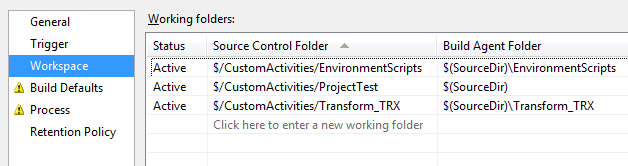 General
Trigger
Workspace
Build Defaults
Process
Retention Policy
Working folders:
Status Source Control Folder Build Agent Folder
Active $/CustomActivities/EnvironmentScripts $(SourceDir)\EnvironmentScripts
Active $/CustomActivities/ProjectTest $(SourceDir)
Active $/CustomActivities/Transform_TRX $(SourceDir)\Transform_TRX
Click here to enter a new working folder